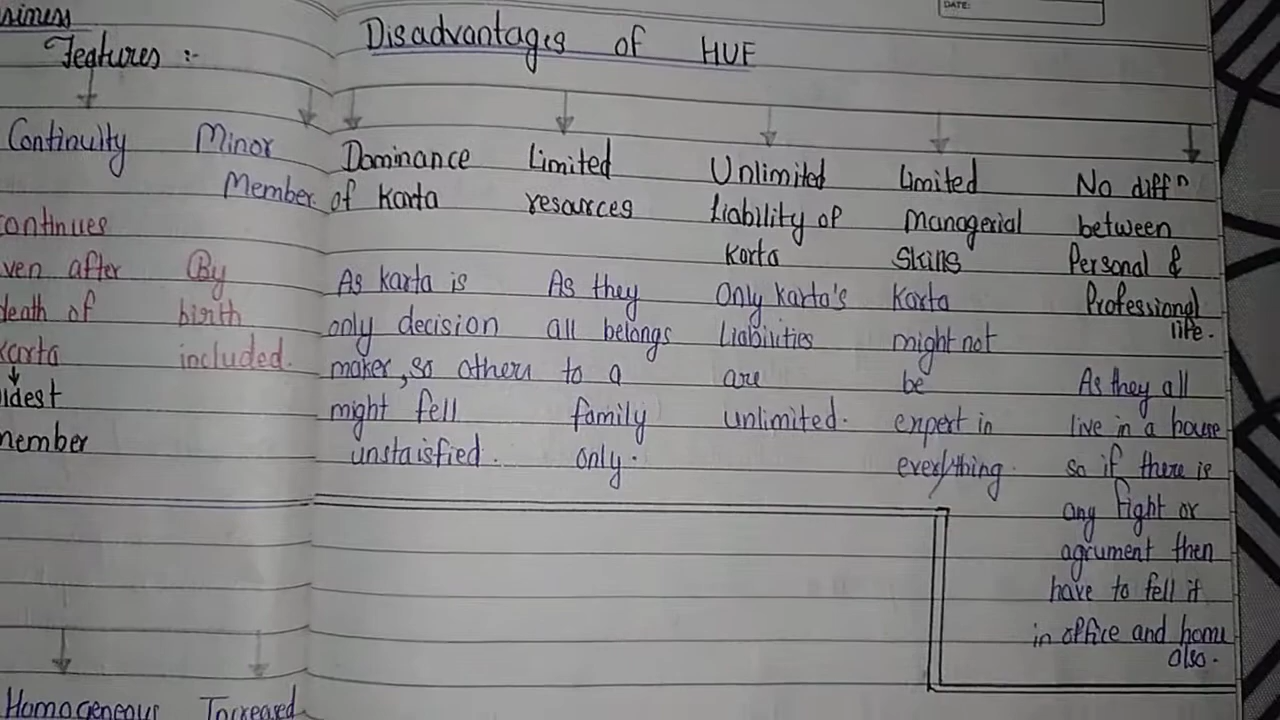 siness
Features :-
Continuity
Minor
Member
continues
ven after
death of
karta
ldest
member
By
birth
included.
Homogeneous
Increased
DATE:
Disadvantages of HUF
Dominance
of Karta
As karta is
only decision
maker, so others
might fell
unstaisfied.
Limited
resources
As they
all belongs
to a
family
only.
Unlimited
liability of
Karta
Only karta's
Liabilities
are
unlimited.
Limited
Managerial
Skills
Karta
might not
be
expert in
everything.
No diffn
between
Personal &
Professional
life.
As they all
live in a house
so if there is
any fight or
agrument then
have to fell it
in office and home
also.